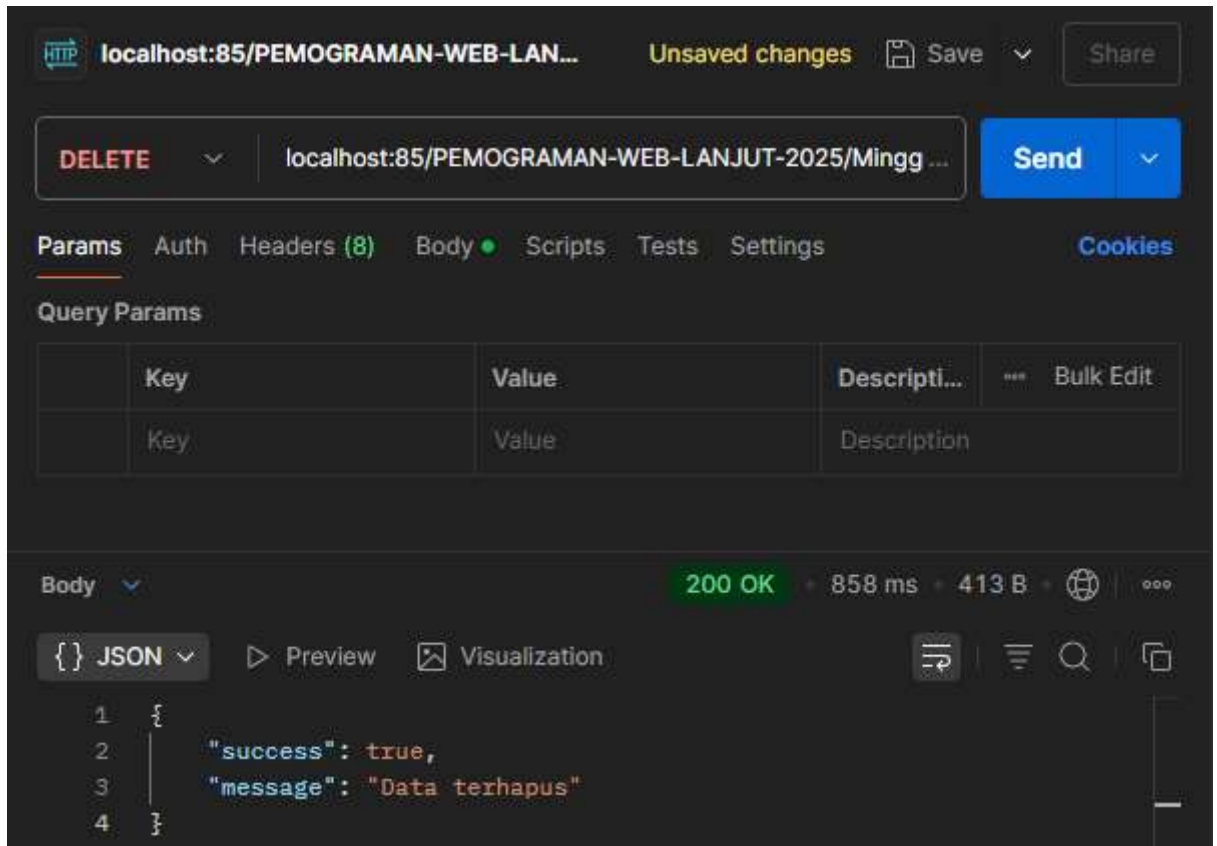 HTTP localhost:85/PEMOGRAMAN-WEB-LAN... Unsaved changes Save Share
DELETE localhost:85/PEMOGRAMAN-WEB-LANJUT-2025/Mingg ... Send
Params Auth Headers (8) Body Scripts Tests Settings Cookies
Query Params
Key Value Descripti... Bulk Edit
Key Value Description
Body 200 OK 858 ms 413 B
{} JSON Preview Visualization
1 {
2 "success": true,
3 "message": "Data terhapus"
4 }